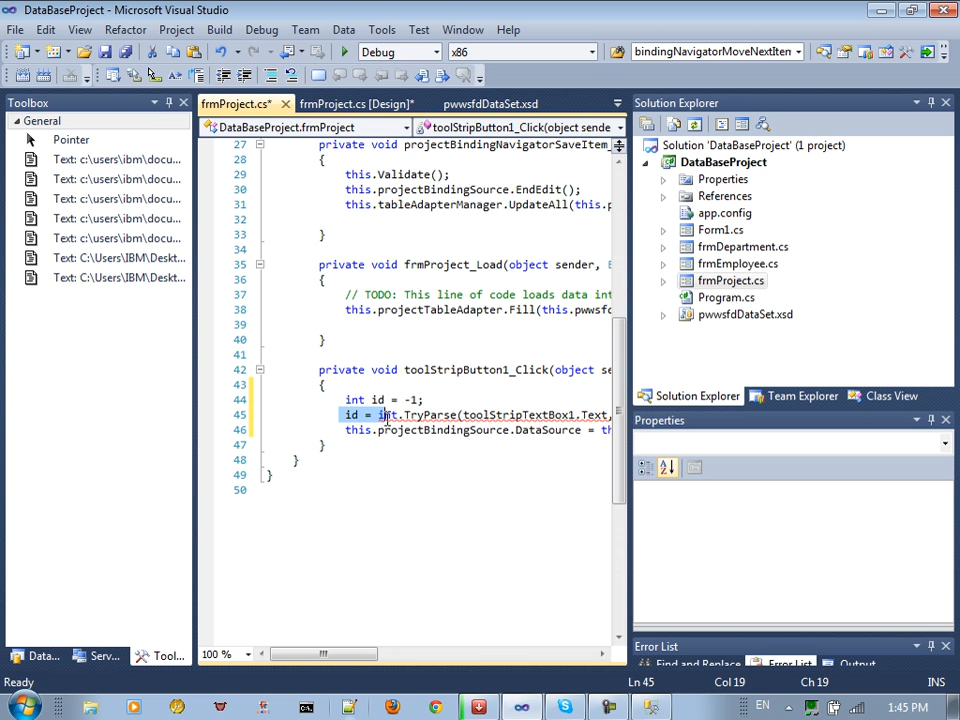 DataBaseProject - Microsoft Visual Studio
File Edit View Refactor Project Build Debug Team Data Tools Test Window Help
Debug x86 bindingNavigatorMoveNextItem
Toolbox
General
Pointer
Text: c:\users\ibm\docu...
Text: c:\users\ibm\docu...
Text: c:\users\ibm\docu...
Text: c:\users\ibm\docu...
Text: c:\users\ibm\docu...
Text: C:\Users\IBM\Deskt...
Text: C:\Users\IBM\Deskt...
Data... Serv... Tool...
frmProject.cs* frmProject.cs [Design]* pwwsfdDataSet.xsd
DataBaseProject.frmProject toolStripButton1_Click(object sende
27 private void projectBindingNavigatorSaveItem_
28 {
29 this.Validate();
30 this.projectBindingSource.EndEdit();
31 this.tableAdapterManager.UpdateAll(this.p
32
33 }
34
35 private void frmProject_Load(object sender, E
36 {
37 // TODO: This line of code loads data int
38 this.projectTableAdapter.Fill(this.pwwsfd
39
40 }
41
42 private void toolStripButton1_Click(object se
43 {
44 int id = -1;
45 id = int.TryParse(toolStripTextBox1.Text,
46 this.projectBindingSource.DataSource = th
47 }
48 }
49 }
50
100 %
Solution Explorer
Solution 'DataBaseProject' (1 project)
DataBaseProject
Properties
References
app.config
Form1.cs
frmDepartment.cs
frmEmployee.cs
frmProject.cs
Program.cs
pwwsfdDataSet.xsd
Solution Explorer Team Explorer Class View
Properties
Error List
Find and Replace Error List Output
Ready Ln 45 Col 19 Ch 19 INS
EN 1:45 PM